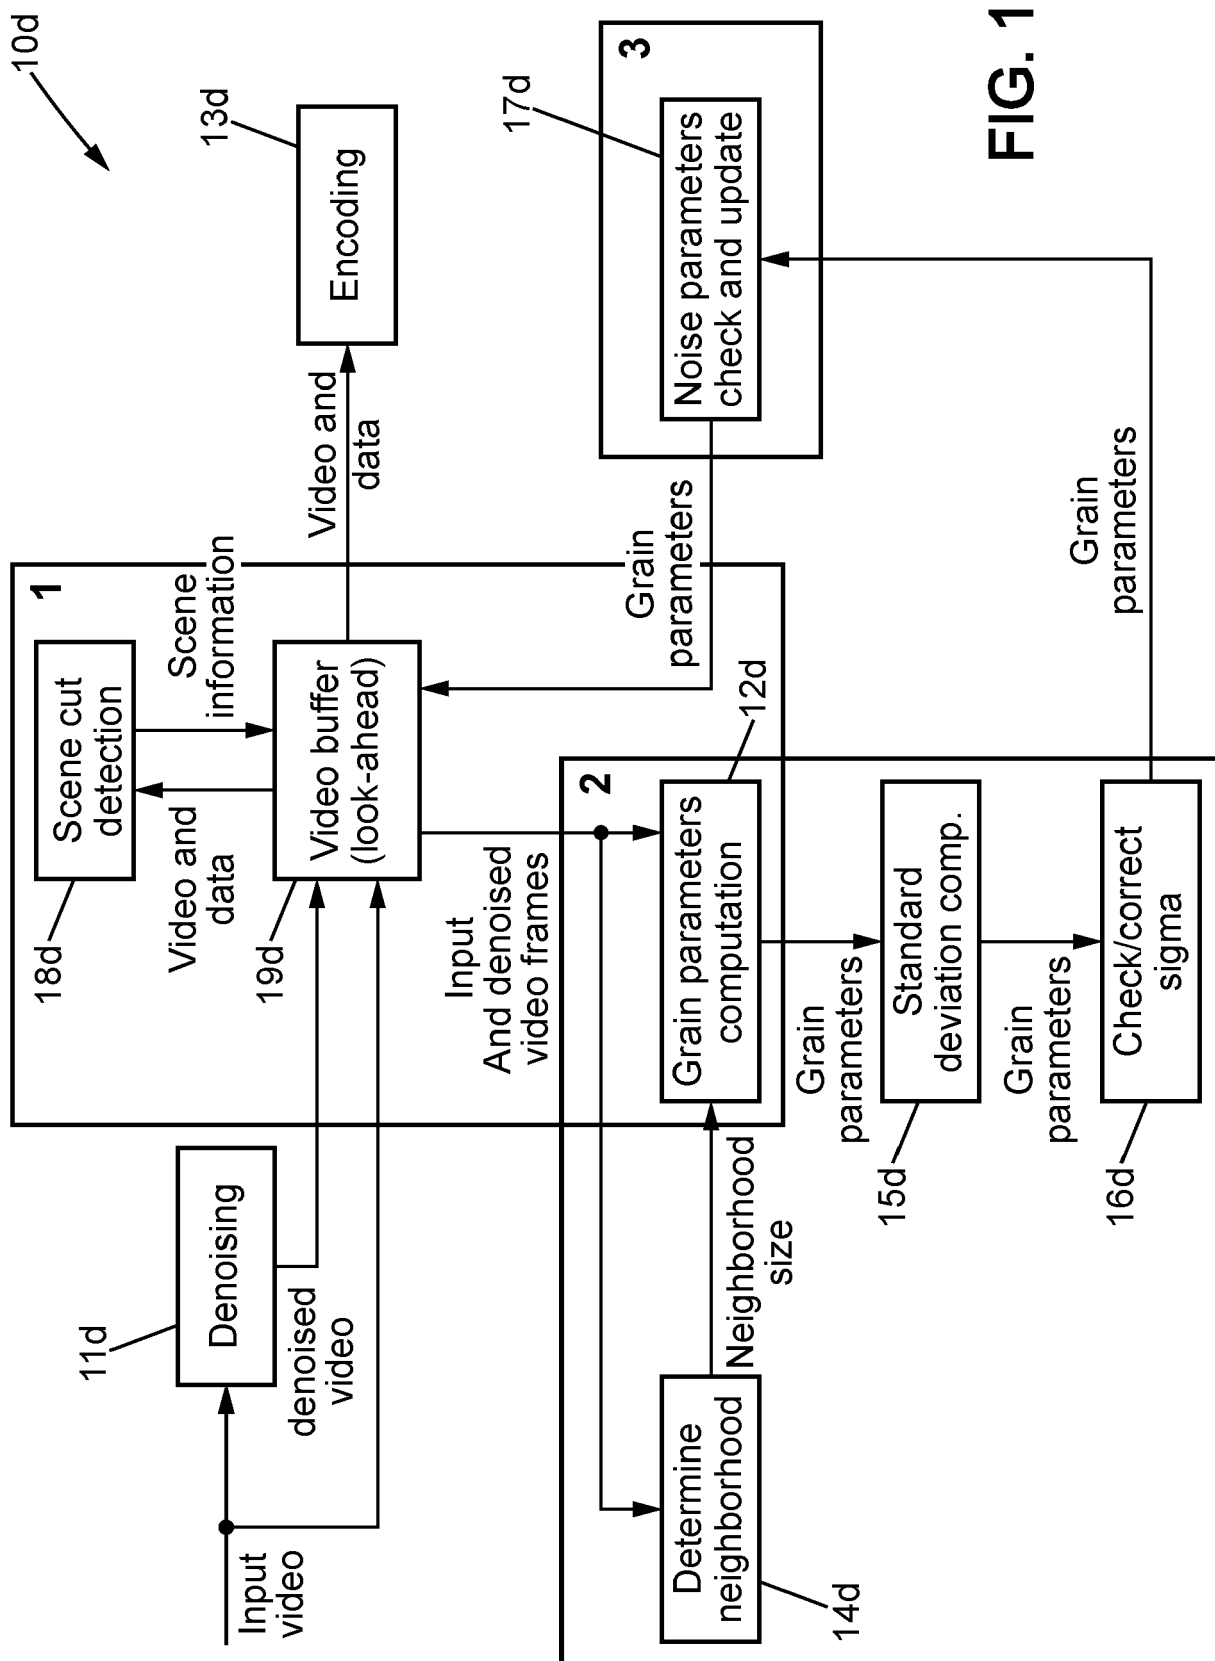 10d
Input
video
11d
Denoising
denoised
video
18d
Scene cut
detection
1
Video and
data
Scene
information
19d
Video buffer
(look-ahead)
Video and
data
13d
Encoding
Input
And denoised
video frames
Grain
parameters
3
17d
Noise parameters
check and update
2
12d
Grain parameters
computation
Neighborhood
size
Determine
neighborhood
14d
Grain
parameters
15d
Standard
deviation comp.
Grain
parameters
16d
Check/correct
sigma
Grain
parameters
FIG. 1